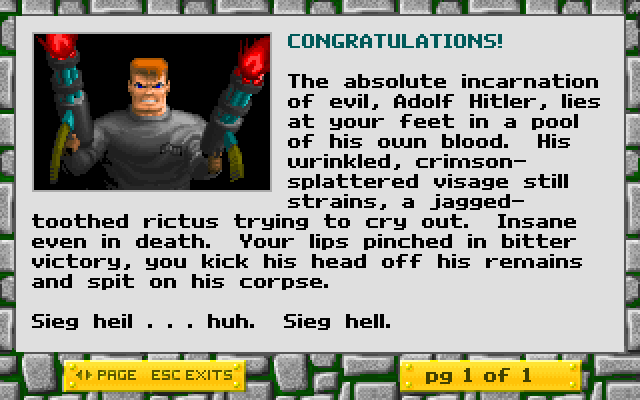 CONGRATULATIONS!
The absolute incarnation
of evil, Adolf Hitler, lies
at your feet in a pool
of his own blood.  His
wrinkled, crimson-
splattered visage still
strains, a jagged-
toothed rictus trying to cry out.  Insane
even in death.  Your lips pinched in bitter
victory, you kick his head off his remains
and spit on his corpse.
Sieg heil . . . huh.  Sieg hell.
PAGE  ESC EXITS
pg 1 of 1